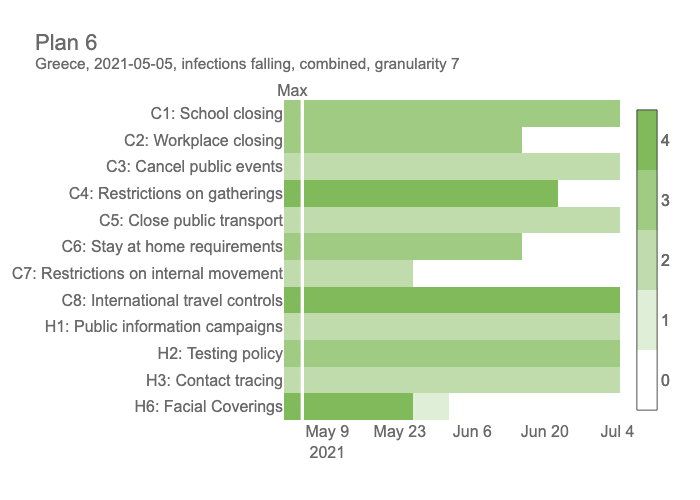 Plan 6
Greece, 2021-05-05, infections falling, combined, granularity 7
Max
C1: School closing
C2: Workplace closing
C3: Cancel public events
C4: Restrictions on gatherings
C5: Close public transport
C6: Stay at home requirements
C7: Restrictions on internal movement
C8: International travel controls
H1: Public information campaigns
H2: Testing policy
H3: Contact tracing
H6: Facial Coverings
May 9 May 23 Jun 6 Jun 20 Jul 4
2021
4
3
2
1
0